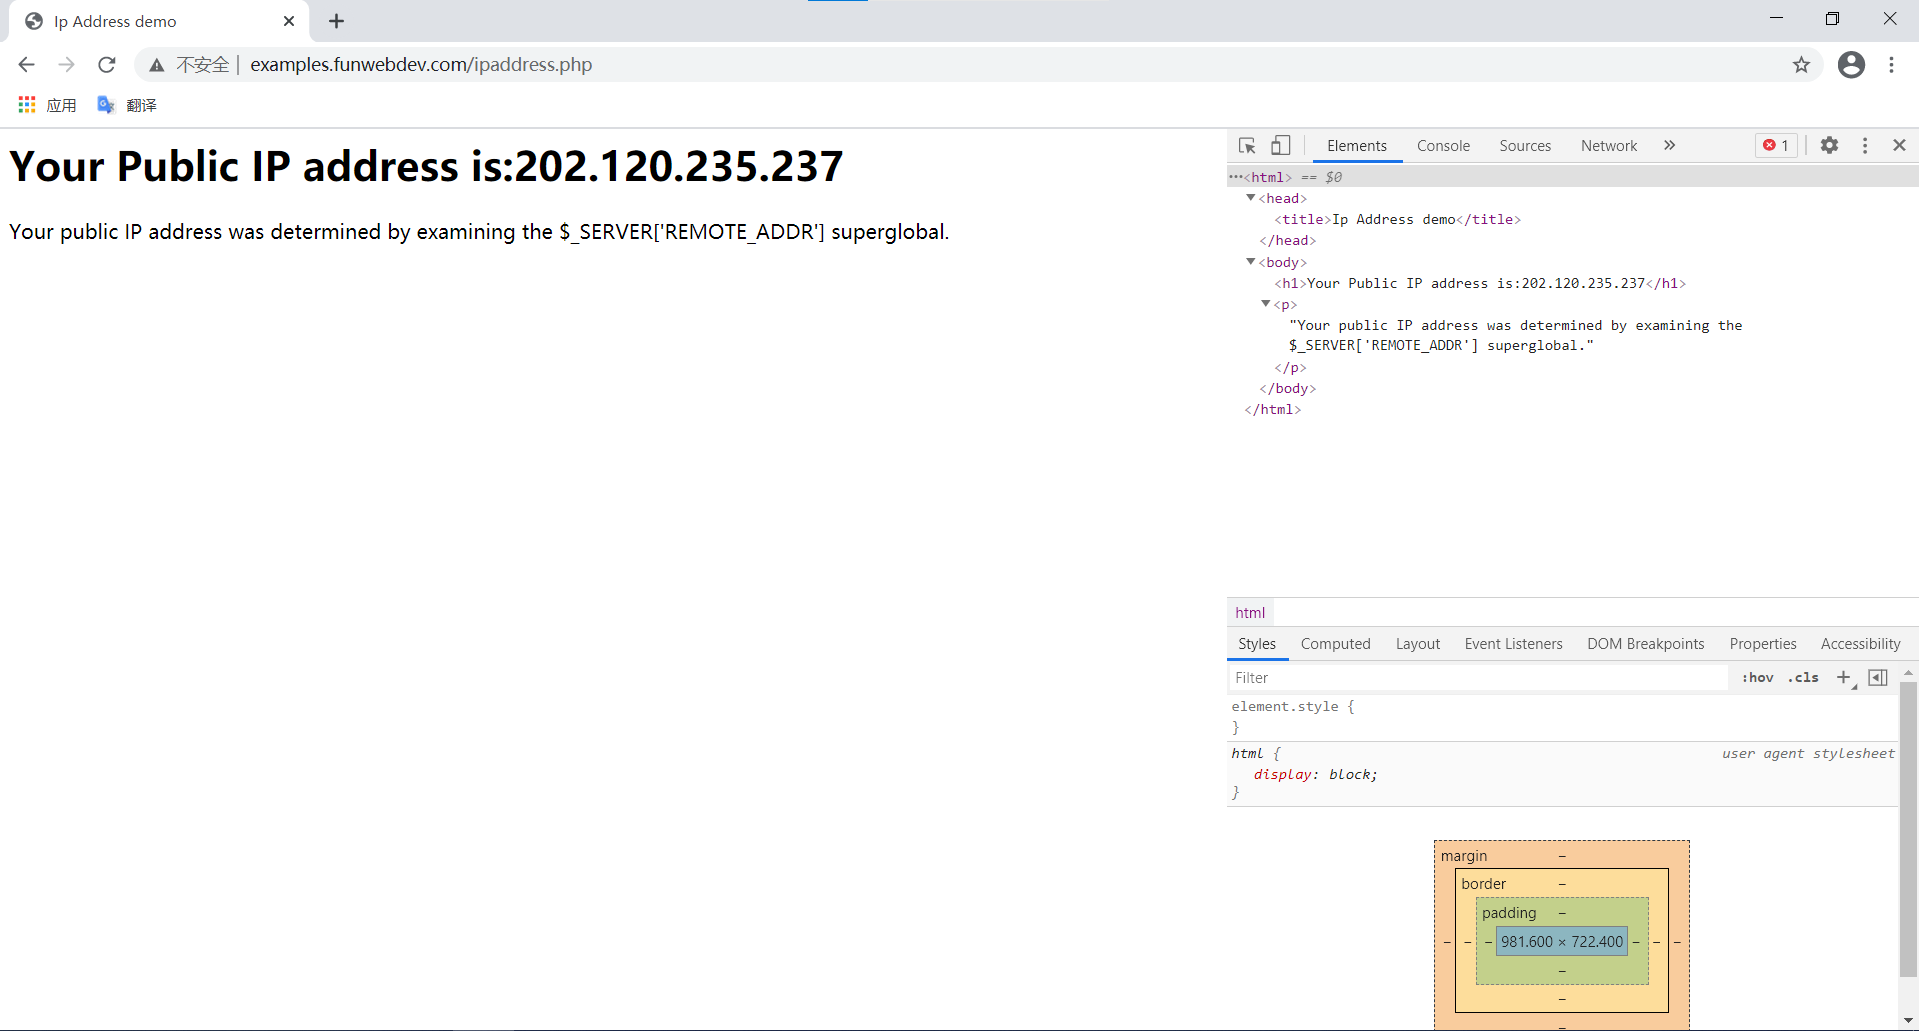 Ip Address demo
不安全 | examples.funwebdev.com/ipaddress.php
应用 翻译
Your Public IP address is:202.120.235.237
Your public IP address was determined by examining the $_SERVER['REMOTE_ADDR'] superglobal.
Elements Console Sources Network » 1
···<html> == $0
<head>
<title>Ip Address demo</title>
</head>
<body>
<h1>Your Public IP address is:202.120.235.237</h1>
<p>
"Your public IP address was determined by examining the
$_SERVER['REMOTE_ADDR'] superglobal."
</p>
</body>
</html>
html
Styles Computed Layout Event Listeners DOM Breakpoints Properties Accessibility
Filter :hov .cls +
element.style {
}
html { user agent stylesheet
display: block;
}
margin –
border –
padding –
– – – 981.600 × 722.400 – – –
–
–
–